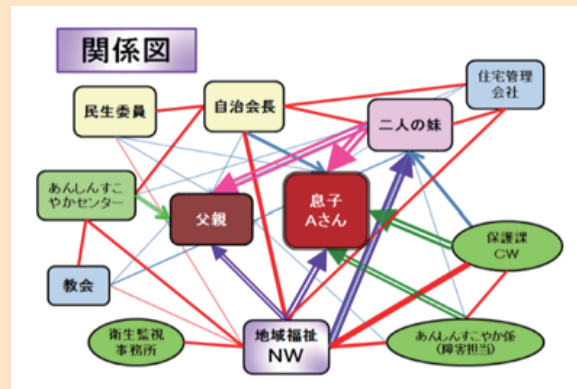 関係図
住宅管理
会社
民生委員
自治会長
二人の妹
あんしんすこ
やかセンター
父親
息子
Aさん
保護課
CW
教会
衛生監視
事務所
地域福祉
NW
あんしんすこやか係
(障害担当)